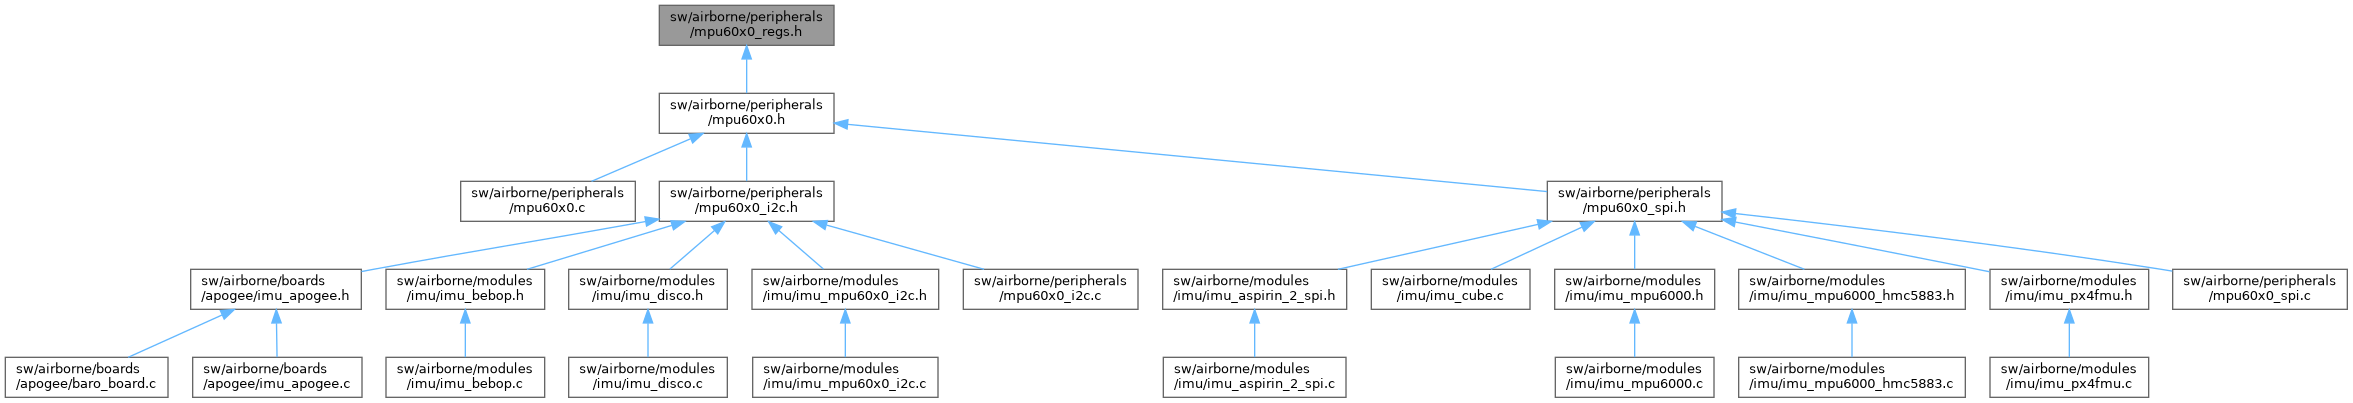 sw/airborne/peripherals
/mpu60x0_regs.h
sw/airborne/peripherals
/mpu60x0.h
sw/airborne/peripherals
/mpu60x0.c
sw/airborne/peripherals
/mpu60x0_i2c.h
sw/airborne/peripherals
/mpu60x0_spi.h
sw/airborne/boards
/apogee/imu_apogee.h
sw/airborne/modules
/imu/imu_bebop.h
sw/airborne/modules
/imu/imu_disco.h
sw/airborne/modules
/imu/imu_mpu60x0_i2c.h
sw/airborne/peripherals
/mpu60x0_i2c.c
sw/airborne/modules
/imu/imu_aspirin_2_spi.h
sw/airborne/modules
/imu/imu_cube.c
sw/airborne/modules
/imu/imu_mpu6000.h
sw/airborne/modules
/imu/imu_mpu6000_hmc5883.h
sw/airborne/modules
/imu/imu_px4fmu.h
sw/airborne/peripherals
/mpu60x0_spi.c
sw/airborne/boards
/apogee/baro_board.c
sw/airborne/boards
/apogee/imu_apogee.c
sw/airborne/modules
/imu/imu_bebop.c
sw/airborne/modules
/imu/imu_disco.c
sw/airborne/modules
/imu/imu_mpu60x0_i2c.c
sw/airborne/modules
/imu/imu_aspirin_2_spi.c
sw/airborne/modules
/imu/imu_mpu6000.c
sw/airborne/modules
/imu/imu_mpu6000_hmc5883.c
sw/airborne/modules
/imu/imu_px4fmu.c